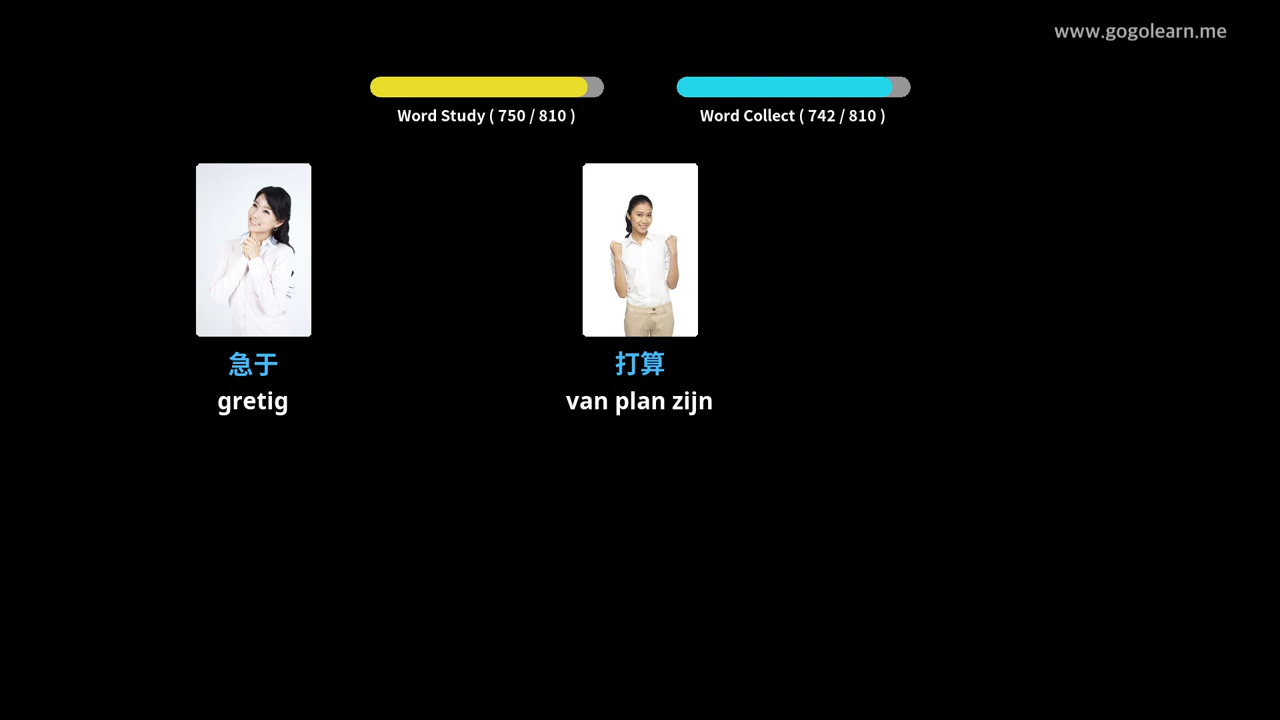 www.gogolearn.me
Word Study ( 750 / 810 )
Word Collect ( 742 / 810 )
急于
gretig
打算
van plan zijn